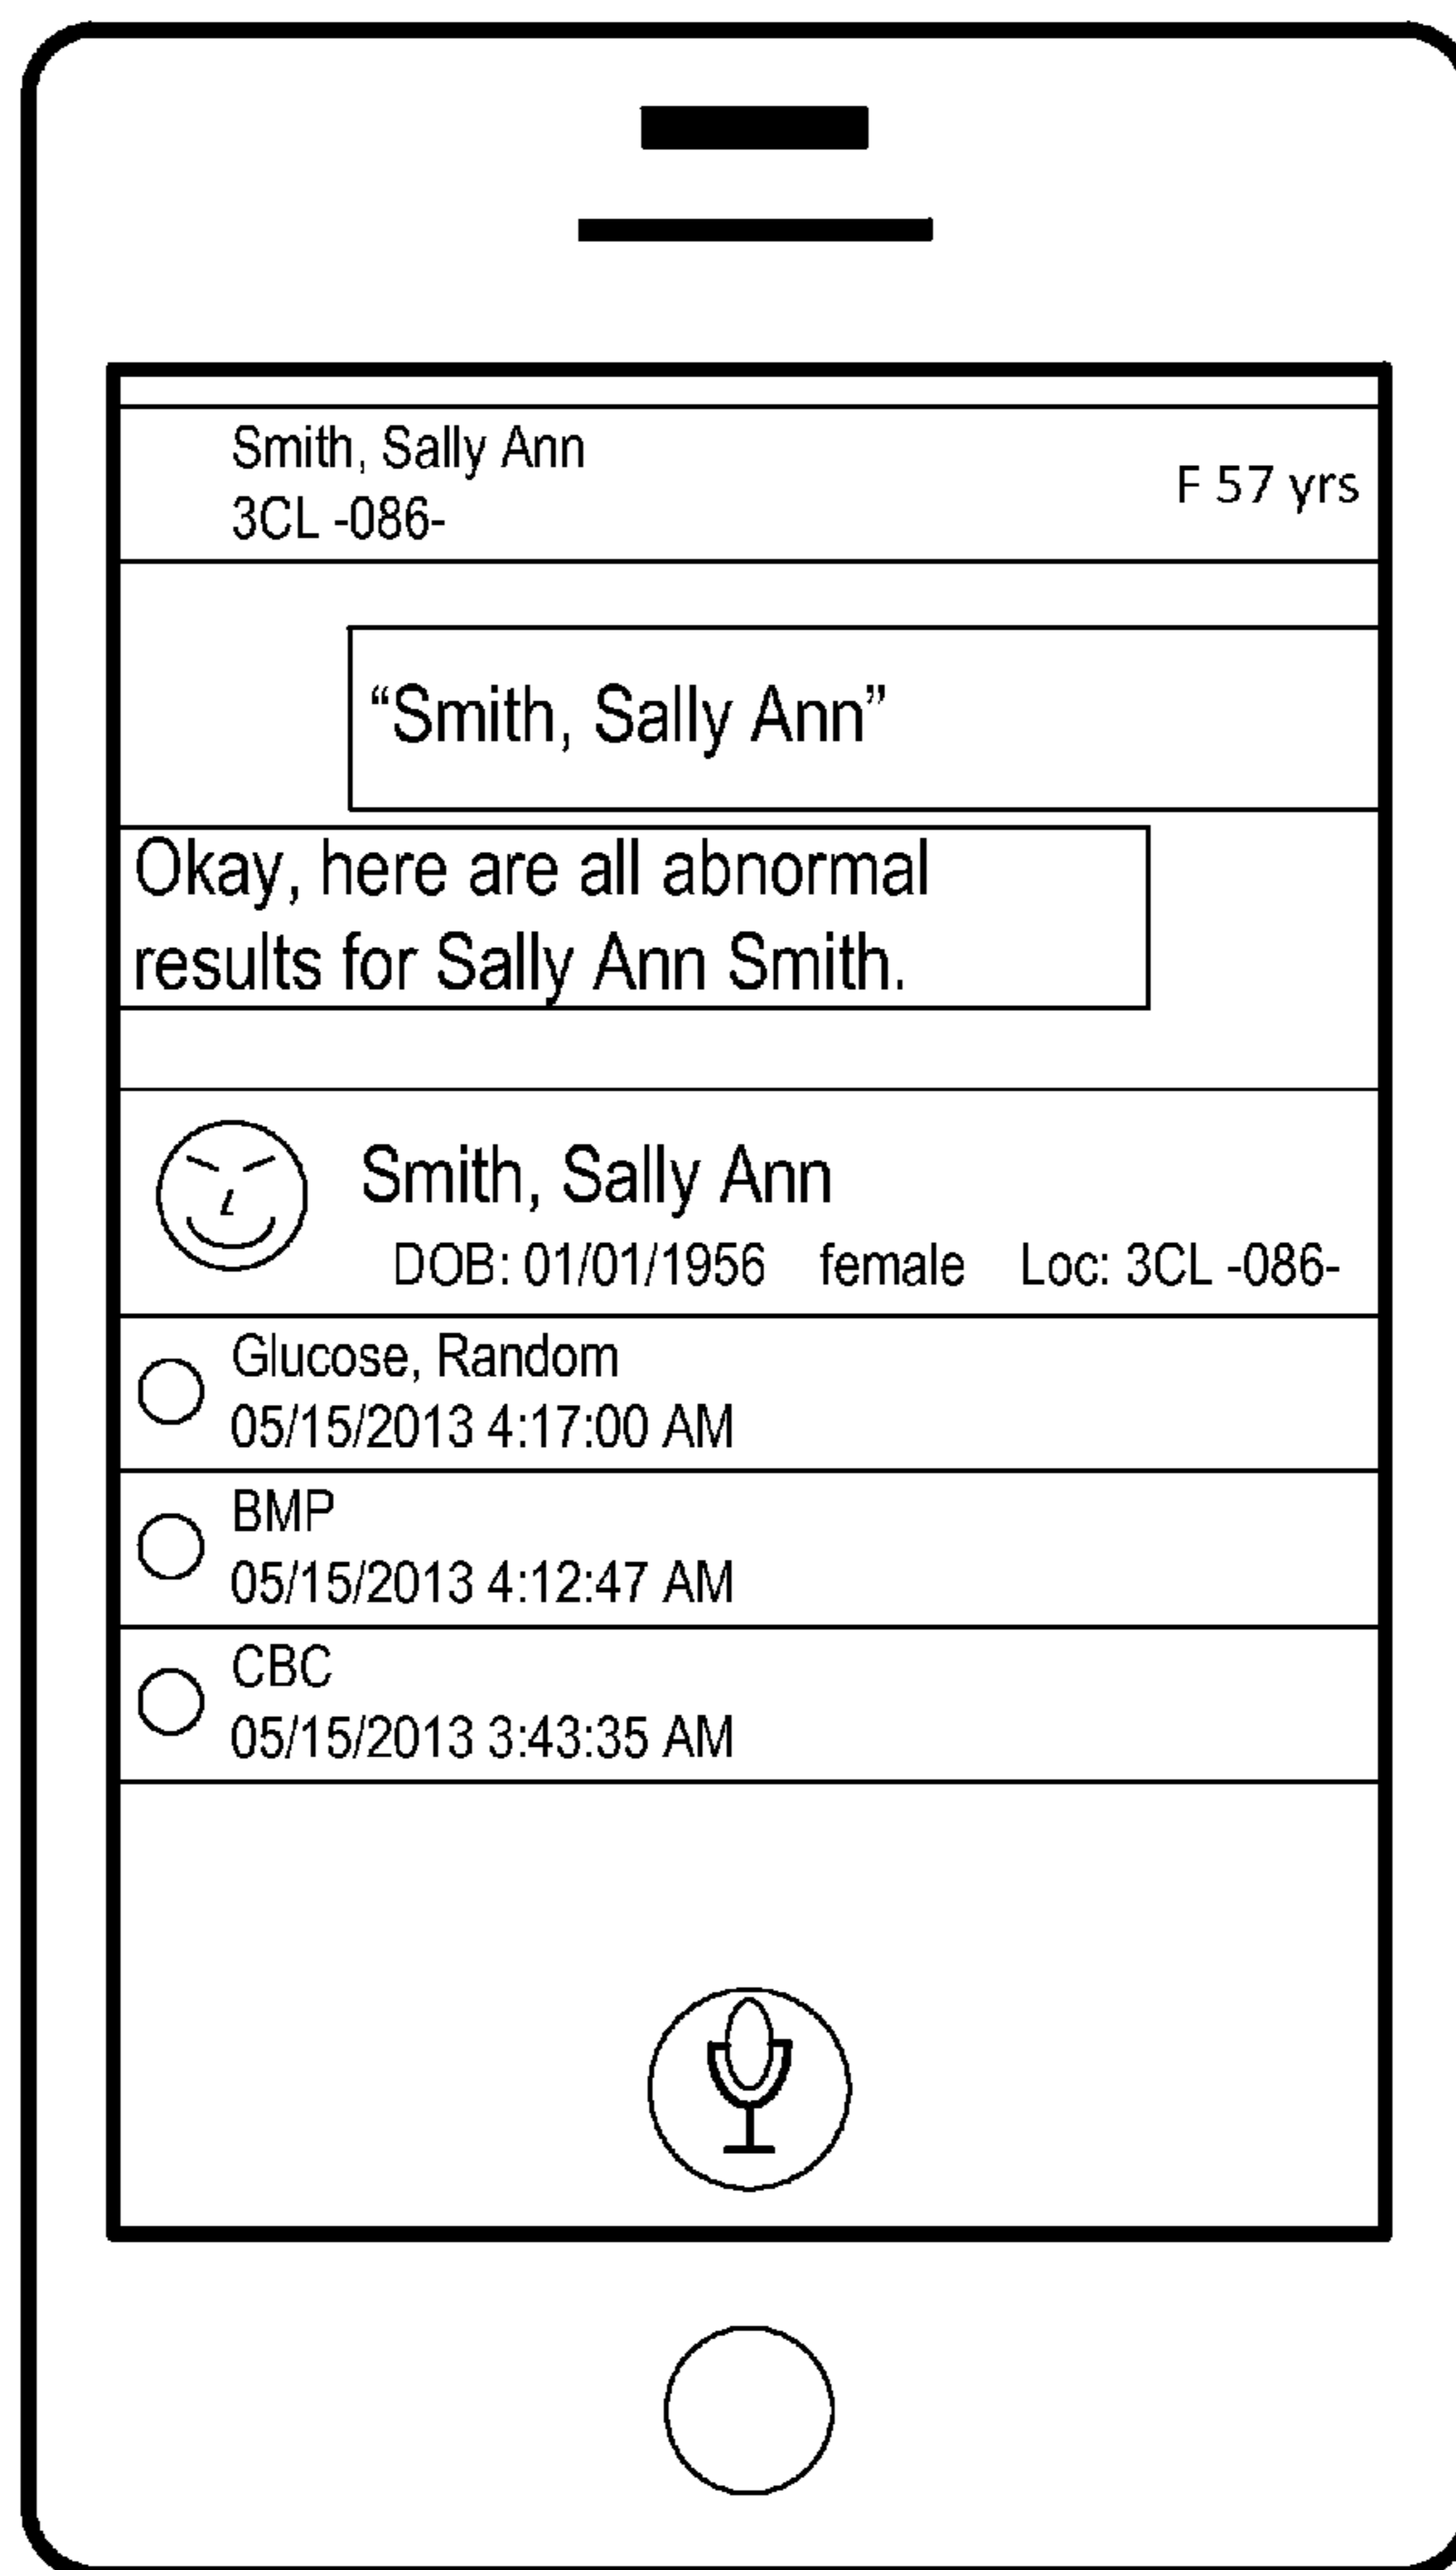 Smith, Sally Ann
3CL -086-
F 57 yrs
“Smith, Sally Ann”
Okay, here are all abnormal
results for Sally Ann Smith.
Smith, Sally Ann
DOB: 01/01/1956 female Loc: 3CL -086-
Glucose, Random
05/15/2013 4:17:00 AM
BMP
05/15/2013 4:12:47 AM
CBC
05/15/2013 3:43:35 AM